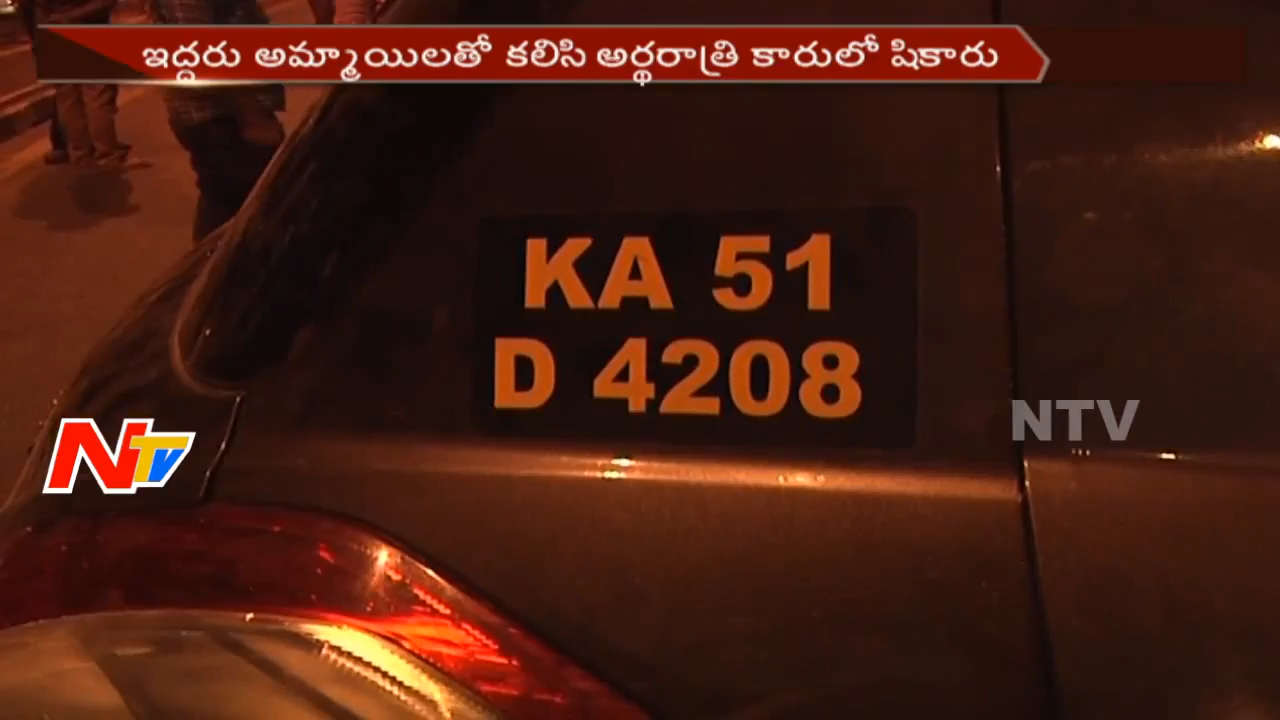 ఇద్దరు అమ్మాయిలతో కలిసి అర్థరాత్రి కారులో షికారు
KA 51
D 4208
NTV
NTV